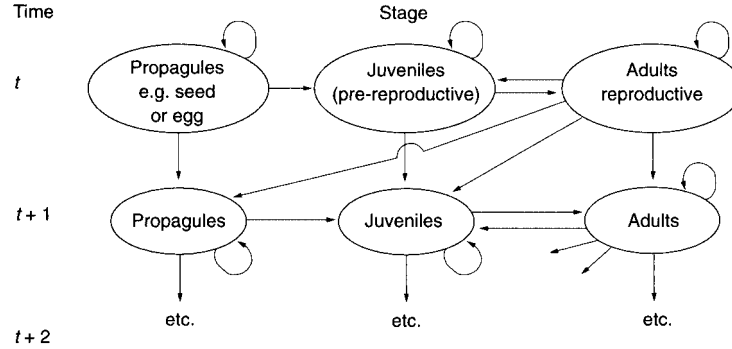 Time
Stage
t
Propagules
e.g. seed
or egg
Juveniles
(pre-reproductive)
Adults
reproductive
t + 1
Propagules
Juveniles
Adults
etc.
etc.
etc.
t + 2